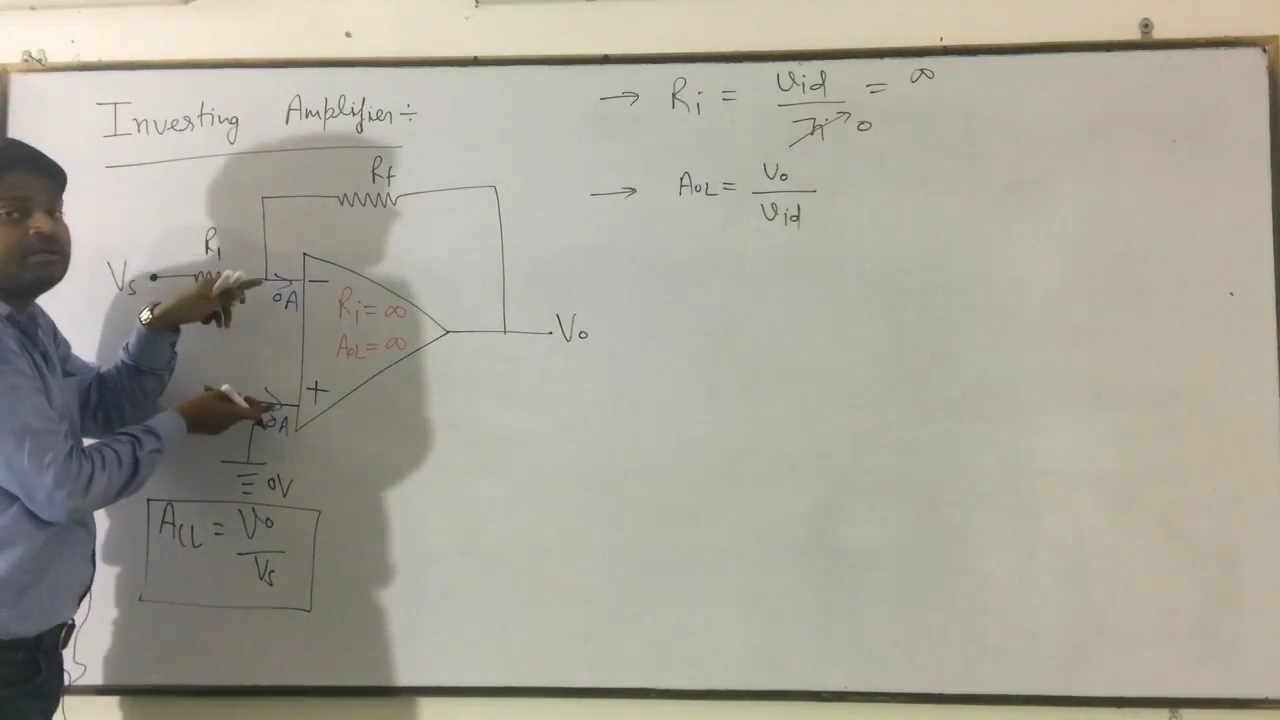 Inverting Amplifier÷
→ Ri = vid / Ii → 0 = ∞
→ AOL = Vo / vid
Rf
R1
Vs
0A
−
Ri = ∞
AOL = ∞
Vo
+
0A
0V
ACL = Vo / Vs